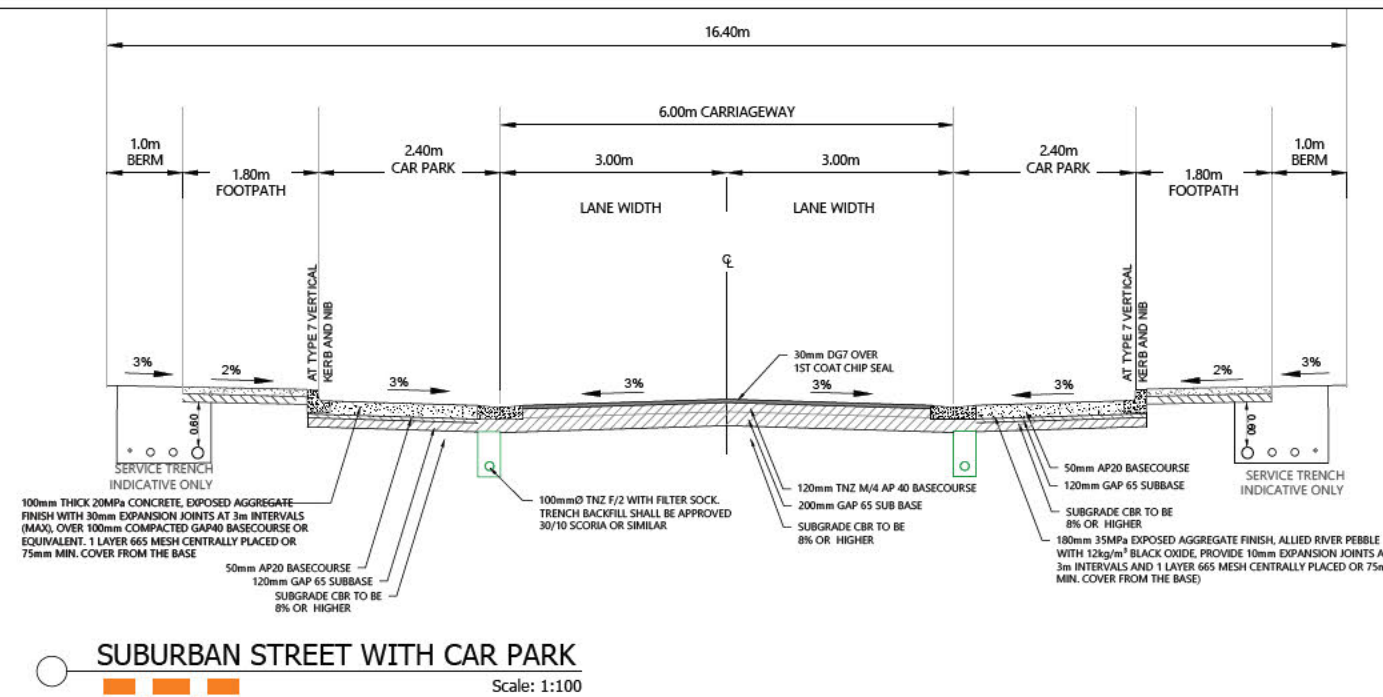 16.40m
6.00m CARRIAGEWAY
1.0m
BERM
1.80m
FOOTPATH
2.40m
CAR PARK
3.00m
3.00m
2.40m
CAR PARK
1.80m
FOOTPATH
1.0m
BERM
LANE WIDTH
LANE WIDTH
℄
AT TYPE 7 VERTICAL
KERB AND NIB
AT TYPE 7 VERTICAL
KERB AND NIB
30mm DG7 OVER
1ST COAT CHIP SEAL
3%
2%
3%
3%
3%
3%
2%
3%
0.60
0.60
SERVICE TRENCH
INDICATIVE ONLY
SERVICE TRENCH
INDICATIVE ONLY
100mm THICK 20MPa CONCRETE, EXPOSED AGGREGATE
FINISH WITH 30mm EXPANSION JOINTS AT 3m INTERVALS
(MAX), OVER 100mm COMPACTED GAP40 BASECOURSE OR
EQUIVALENT. 1 LAYER 665 MESH CENTRALLY PLACED OR
75mm MIN. COVER FROM THE BASE
50mm AP20 BASECOURSE
120mm GAP 65 SUBBASE
SUBGRADE CBR TO BE
8% OR HIGHER
100mmØ TNZ F/2 WITH FILTER SOCK.
TRENCH BACKFILL SHALL BE APPROVED
30/10 SCORIA OR SIMILAR
120mm TNZ M/4 AP 40 BASECOURSE
200mm GAP 65 SUB BASE
SUBGRADE CBR TO BE
8% OR HIGHER
50mm AP20 BASECOURSE
120mm GAP 65 SUBBASE
SUBGRADE CBR TO BE
8% OR HIGHER
180mm 35MPa EXPOSED AGGREGATE FINISH, ALLIED RIVER PEBBLE
WITH 12kg/m³ BLACK OXIDE, PROVIDE 10mm EXPANSION JOINTS A
3m INTERVALS AND 1 LAYER 665 MESH CENTRALLY PLACED OR 75m
MIN. COVER FROM THE BASE)
SUBURBAN STREET WITH CAR PARK
Scale: 1:100